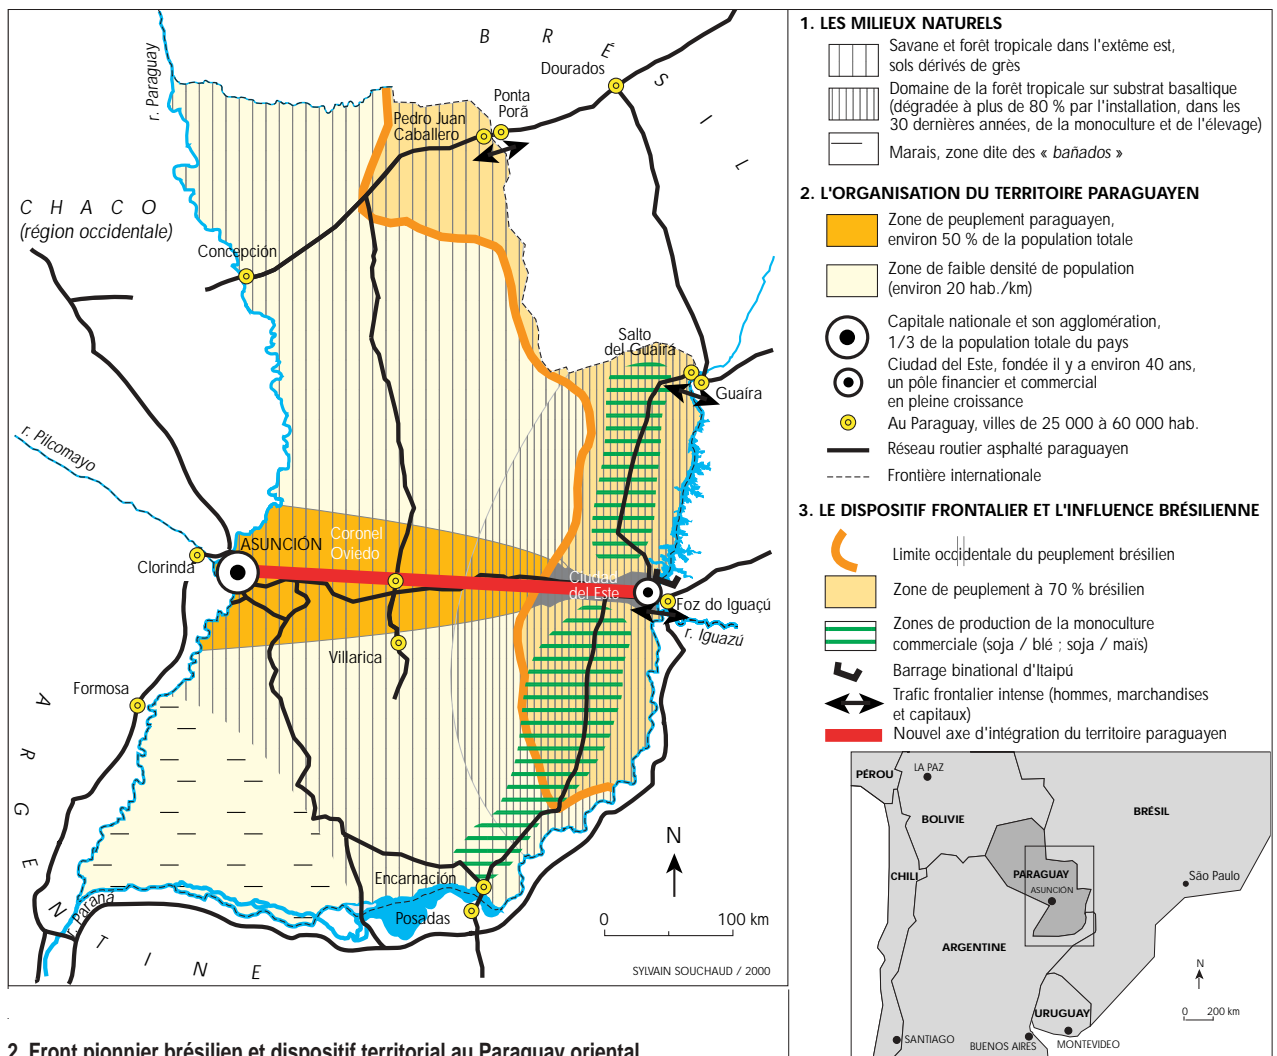 B R É S I L
r. Paraguay
Dourados
Ponta
Porã
Pedro Juan
Caballero
C H A C O
(région occidentale)
Concepción
Salto
del Guairá
Guaíra
r. Pilcomayo
Coronel
Oviedo
ASUNCIÓN
Clorinda
Ciudad
del Este
Foz do Iguaçú
r. Iguazú
Villarica
Formosa
A R G E N T I N E
Encarnación
Posadas
r. Paraná
N
0 100 km
SYLVAIN SOUCHAUD / 2000
1. LES MILIEUX NATURELS
Savane et forêt tropicale dans l'extême est,
sols dérivés de grès
Domaine de la forêt tropicale sur substrat basaltique
(dégradée à plus de 80 % par l'installation, dans les
30 dernières années, de la monoculture et de l'élevage)
Marais, zone dite des « bañados »
2. L'ORGANISATION DU TERRITOIRE PARAGUAYEN
Zone de peuplement paraguayen,
environ 50 % de la population totale
Zone de faible densité de population
(environ 20 hab./km)
Capitale nationale et son agglomération,
1/3 de la population totale du pays
Ciudad del Este, fondée il y a environ 40 ans,
un pôle financier et commercial
en pleine croissance
Au Paraguay, villes de 25 000 à 60 000 hab.
Réseau routier asphalté paraguayen
Frontière internationale
3. LE DISPOSITIF FRONTALIER ET L'INFLUENCE BRÉSILIENNE
Limite occidentale du peuplement brésilien
Zone de peuplement à 70 % brésilien
Zones de production de la monoculture
commerciale (soja / blé ; soja / maïs)
Barrage binational d'Itaipú
Trafic frontalier intense (hommes, marchandises
et capitaux)
Nouvel axe d'intégration du territoire paraguayen
PÉROU
LA PAZ
BOLIVIE
BRÉSIL
CHILI
PARAGUAY
ASUNCIÓN
São Paulo
ARGENTINE
N
0 200 km
URUGUAY
SANTIAGO
BUENOS AIRES
MONTEVIDEO
2. Front pionnier brésilien et dispositif territorial au Paraguay oriental